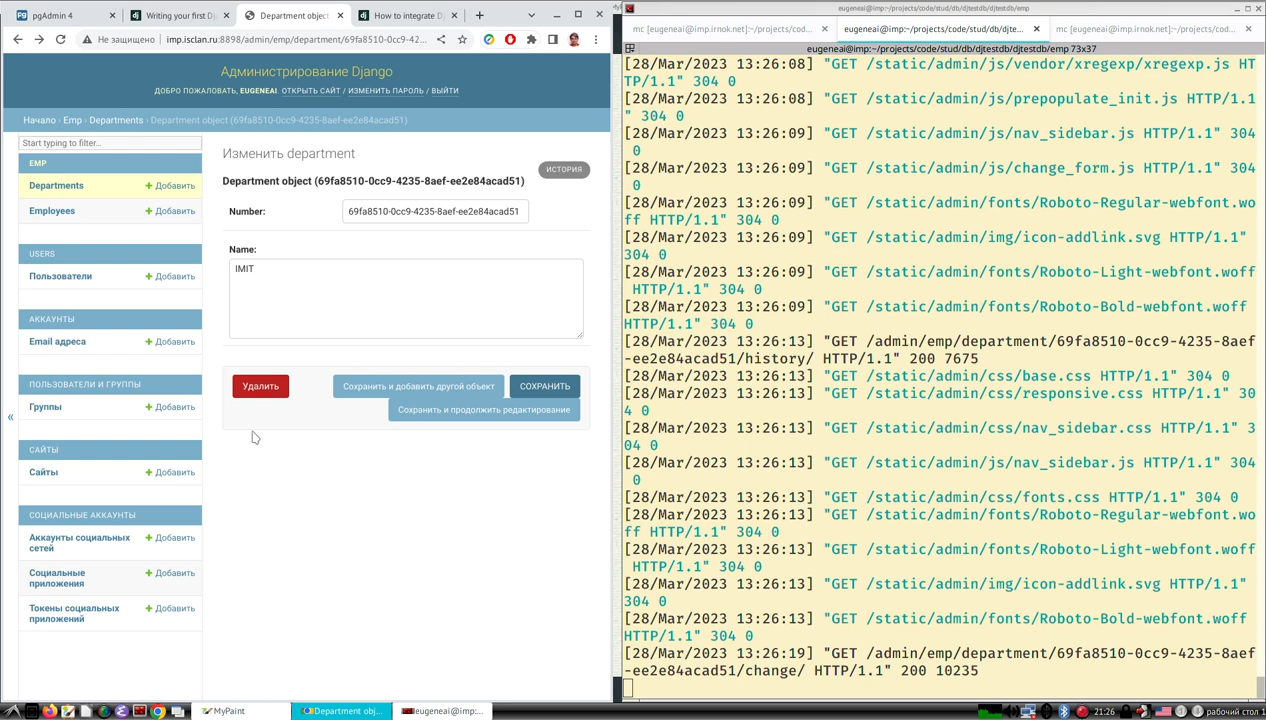 pgAdmin 4
Writing your first Dj
Department object
How to integrate Dj
Не защищено
imp.isclan.ru:8898/admin/emp/department/69fa8510-0cc9-42...
Администрирование Django
ДОБРО ПОЖАЛОВАТЬ, EUGENEAI. ОТКРЫТЬ САЙТ / ИЗМЕНИТЬ ПАРОЛЬ / ВЫЙТИ
Начало › Emp › Departments › Department object (69fa8510-0cc9-4235-8aef-ee2e84acad51)
Start typing to filter…
EMP
Departments
Добавить
Employees
Добавить
USERS
Пользователи
Добавить
АККАУНТЫ
Email адреса
Добавить
ПОЛЬЗОВАТЕЛИ И ГРУППЫ
Группы
Добавить
САЙТЫ
Сайты
Добавить
СОЦИАЛЬНЫЕ АККАУНТЫ
Аккаунты социальных
сетей
Добавить
Социальные
приложения
Добавить
Токены социальных
приложений
Добавить
«
Изменить department
ИСТОРИЯ
Department object (69fa8510-0cc9-4235-8aef-ee2e84acad51)
Number:
69fa8510-0cc9-4235-8aef-ee2e84acad51
Name:
IMIT
Удалить
Сохранить и добавить другой объект
СОХРАНИТЬ
Сохранить и продолжить редактирование
eugeneai@imp:~/projects/code/stud/db/djtestdb/djtestdb/emp
mc [eugeneai@imp.irnok.net]:~/projects/cod...
eugeneai@imp:~/projects/code/stud/db/djte...
mc [eugeneai@imp.irnok.net]:~/projects/cod...
eugeneai@imp:~/projects/code/stud/db/djtestdb/djtestdb/emp 73x37
[28/Mar/2023 13:26:08] "GET /static/admin/js/vendor/xregexp/xregexp.js HT
TP/1.1" 304 0
[28/Mar/2023 13:26:08] "GET /static/admin/js/prepopulate_init.js HTTP/1.1
" 304 0
[28/Mar/2023 13:26:09] "GET /static/admin/js/nav_sidebar.js HTTP/1.1" 304
0
[28/Mar/2023 13:26:09] "GET /static/admin/js/change_form.js HTTP/1.1" 304
0
[28/Mar/2023 13:26:09] "GET /static/admin/fonts/Roboto-Regular-webfont.wo
ff HTTP/1.1" 304 0
[28/Mar/2023 13:26:09] "GET /static/admin/img/icon-addlink.svg HTTP/1.1"
304 0
[28/Mar/2023 13:26:09] "GET /static/admin/fonts/Roboto-Light-webfont.woff
HTTP/1.1" 304 0
[28/Mar/2023 13:26:09] "GET /static/admin/fonts/Roboto-Bold-webfont.woff
HTTP/1.1" 304 0
[28/Mar/2023 13:26:13] "GET /admin/emp/department/69fa8510-0cc9-4235-8aef
-ee2e84acad51/history/ HTTP/1.1" 200 7675
[28/Mar/2023 13:26:13] "GET /static/admin/css/base.css HTTP/1.1" 304 0
[28/Mar/2023 13:26:13] "GET /static/admin/css/responsive.css HTTP/1.1" 30
4 0
[28/Mar/2023 13:26:13] "GET /static/admin/css/nav_sidebar.css HTTP/1.1" 3
04 0
[28/Mar/2023 13:26:13] "GET /static/admin/js/nav_sidebar.js HTTP/1.1" 304
0
[28/Mar/2023 13:26:13] "GET /static/admin/css/fonts.css HTTP/1.1" 304 0
[28/Mar/2023 13:26:13] "GET /static/admin/fonts/Roboto-Regular-webfont.wo
ff HTTP/1.1" 304 0
[28/Mar/2023 13:26:13] "GET /static/admin/fonts/Roboto-Light-webfont.woff
HTTP/1.1" 304 0
[28/Mar/2023 13:26:13] "GET /static/admin/img/icon-addlink.svg HTTP/1.1"
304 0
[28/Mar/2023 13:26:13] "GET /static/admin/fonts/Roboto-Bold-webfont.woff
HTTP/1.1" 304 0
[28/Mar/2023 13:26:19] "GET /admin/emp/department/69fa8510-0cc9-4235-8aef
-ee2e84acad51/change/ HTTP/1.1" 200 10235
MyPaint
Department obj...
eugeneai@imp:...
21:26
рабочий стол 1